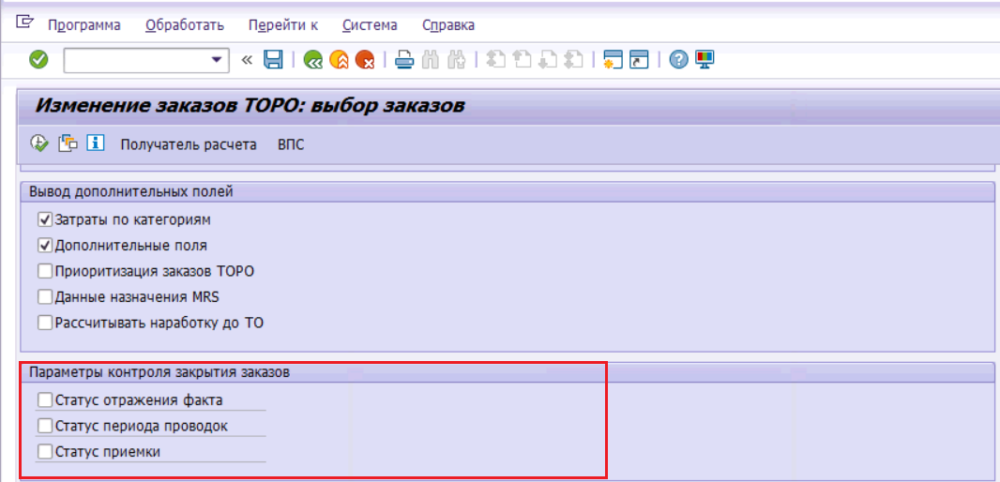 Программа Обработать Перейти к Система Справка
Изменение заказов ТОРО: выбор заказов
Получатель расчета ВПС
Вывод дополнительных полей
Затраты по категориям
Дополнительные поля
Приоритизация заказов ТОРО
Данные назначения MRS
Рассчитывать наработку до ТО
Параметры контроля закрытия заказов
Статус отражения факта
Статус периода проводок
Статус приемки